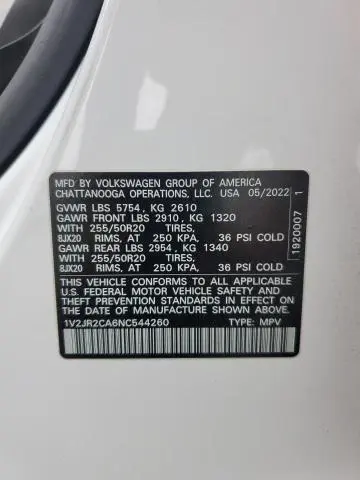 MFD. BY VOLKSWAGEN GROUP OF AMERICA
CHATTANOOGA OPERATIONS, LLC. USA 05/2022
GVWR LBS 5754, KG 2610
GAWR FRONT LBS 2910, KG 1320
WITH 255/50R20 TIRES,
8JX20 RIMS, AT 250 KPA, 36 PSI COLD
GAWR REAR LBS 2954, KG 1340
WITH 255/50R20 TIRES,
8JX20 RIMS, AT 250 KPA, 36 PSI COLD
THIS VEHICLE CONFORMS TO ALL APPLICABLE
U.S. FEDERAL MOTOR VEHICLE SAFETY, BUMPER, AND
THEFT PREVENTION STANDARDS IN EFFECT ON
THE DATE OF MANUFACTURE SHOWN ABOVE.
1V2JR2CA6NC544260 TYPE: MPV
1920007 1